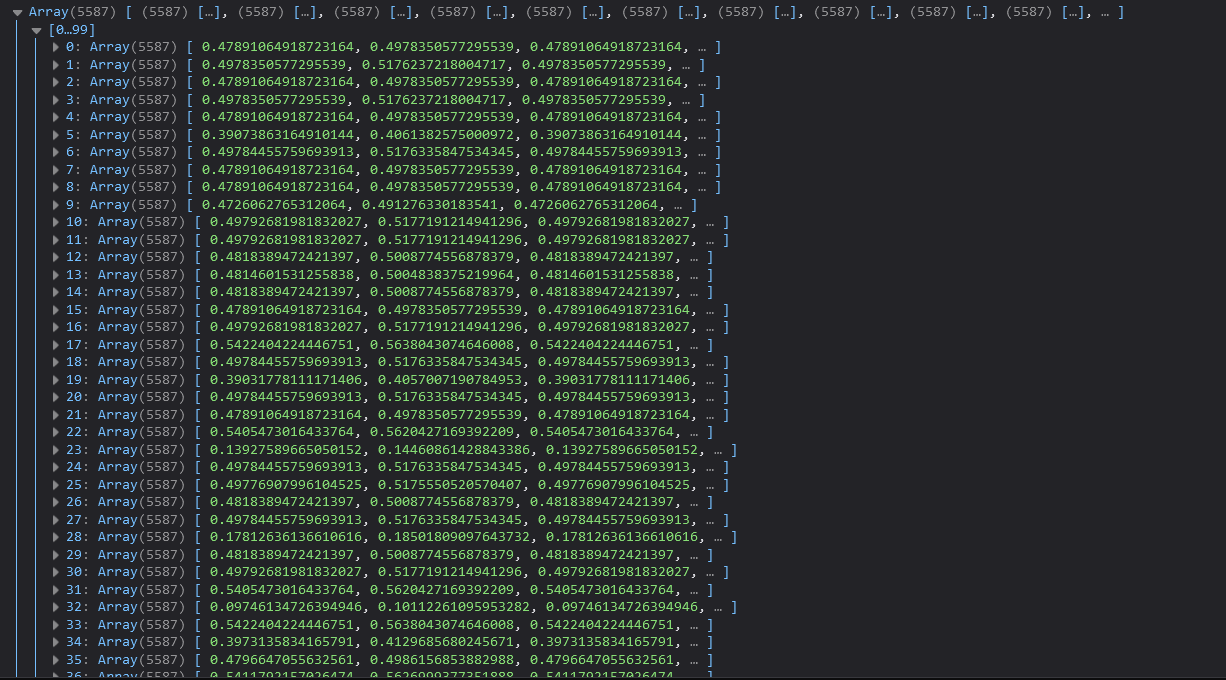 Array(5587) [ (5587) […], (5587) […], (5587) […], (5587) […], (5587) […], (5587) […], (5587) […], (5587) […], (5587) […], (5587) […], … ]
[0…99]
0: Array(5587) [ 0.47891064918723164, 0.4978350577295539, 0.47891064918723164, … ]
1: Array(5587) [ 0.4978350577295539, 0.5176237218004717, 0.4978350577295539, … ]
2: Array(5587) [ 0.47891064918723164, 0.4978350577295539, 0.47891064918723164, … ]
3: Array(5587) [ 0.4978350577295539, 0.5176237218004717, 0.4978350577295539, … ]
4: Array(5587) [ 0.47891064918723164, 0.4978350577295539, 0.47891064918723164, … ]
5: Array(5587) [ 0.39073863164910144, 0.4061382575000972, 0.39073863164910144, … ]
6: Array(5587) [ 0.49784455759693913, 0.5176335847534345, 0.49784455759693913, … ]
7: Array(5587) [ 0.47891064918723164, 0.4978350577295539, 0.47891064918723164, … ]
8: Array(5587) [ 0.47891064918723164, 0.4978350577295539, 0.47891064918723164, … ]
9: Array(5587) [ 0.4726062765312064, 0.491276330183541, 0.4726062765312064, … ]
10: Array(5587) [ 0.49792681981832027, 0.5177191214941296, 0.49792681981832027, … ]
11: Array(5587) [ 0.49792681981832027, 0.5177191214941296, 0.49792681981832027, … ]
12: Array(5587) [ 0.4818389472421397, 0.5008774556878379, 0.4818389472421397, … ]
13: Array(5587) [ 0.4814601531255838, 0.5004838375219964, 0.4814601531255838, … ]
14: Array(5587) [ 0.4818389472421397, 0.5008774556878379, 0.4818389472421397, … ]
15: Array(5587) [ 0.47891064918723164, 0.4978350577295539, 0.47891064918723164, … ]
16: Array(5587) [ 0.49792681981832027, 0.5177191214941296, 0.49792681981832027, … ]
17: Array(5587) [ 0.5422404224446751, 0.5638043074646008, 0.5422404224446751, … ]
18: Array(5587) [ 0.49784455759693913, 0.5176335847534345, 0.49784455759693913, … ]
19: Array(5587) [ 0.39031778111171406, 0.4057007190784953, 0.39031778111171406, … ]
20: Array(5587) [ 0.49784455759693913, 0.5176335847534345, 0.49784455759693913, … ]
21: Array(5587) [ 0.47891064918723164, 0.4978350577295539, 0.47891064918723164, … ]
22: Array(5587) [ 0.5405473016433764, 0.5620427169392209, 0.5405473016433764, … ]
23: Array(5587) [ 0.13927589665050152, 0.14460861428843386, 0.13927589665050152, … ]
24: Array(5587) [ 0.49784455759693913, 0.5176335847534345, 0.49784455759693913, … ]
25: Array(5587) [ 0.49776907996104525, 0.5175550520570407, 0.49776907996104525, … ]
26: Array(5587) [ 0.4818389472421397, 0.5008774556878379, 0.4818389472421397, … ]
27: Array(5587) [ 0.49784455759693913, 0.5176335847534345, 0.49784455759693913, … ]
28: Array(5587) [ 0.17812636136610616, 0.18501809097643732, 0.17812636136610616, … ]
29: Array(5587) [ 0.4818389472421397, 0.5008774556878379, 0.4818389472421397, … ]
30: Array(5587) [ 0.49792681981832027, 0.5177191214941296, 0.49792681981832027, … ]
31: Array(5587) [ 0.5405473016433764, 0.5620427169392209, 0.5405473016433764, … ]
32: Array(5587) [ 0.09746134726394946, 0.10112261095953282, 0.09746134726394946, … ]
33: Array(5587) [ 0.5422404224446751, 0.5638043074646008, 0.5422404224446751, … ]
34: Array(5587) [ 0.3973135834165791, 0.4129685680245671, 0.3973135834165791, … ]
35: Array(5587) [ 0.4796647055632561, 0.4986156853882988, 0.4796647055632561, … ]
36: Array(5587) [